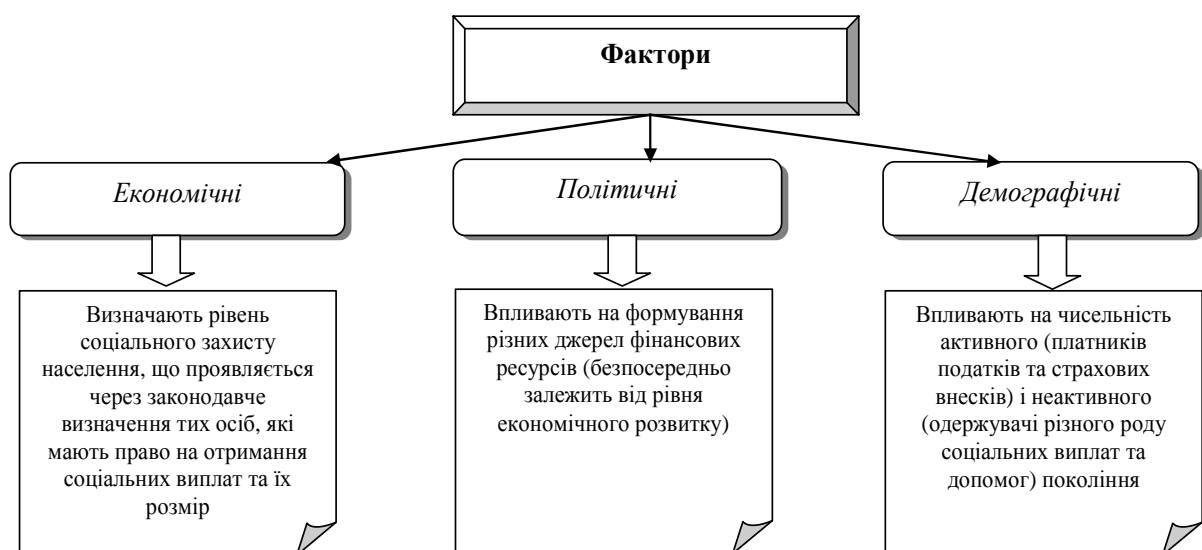 Фактори
Економічні
Політичні
Демографічні
Визначають рівень
соціального захисту
населення, що проявляється
через законодавче
визначення тих осіб, які
мають право на отримання
соціальних виплат та їх
розмір
Впливають на формування
різних джерел фінансових
ресурсів (безпосередньо
залежить від рівня
економічного розвитку)
Впливають на чисельність
активного (платників
податків та страхових
внесків) і неактивного
(одержувачі різного роду
соціальних виплат та
допомог) покоління